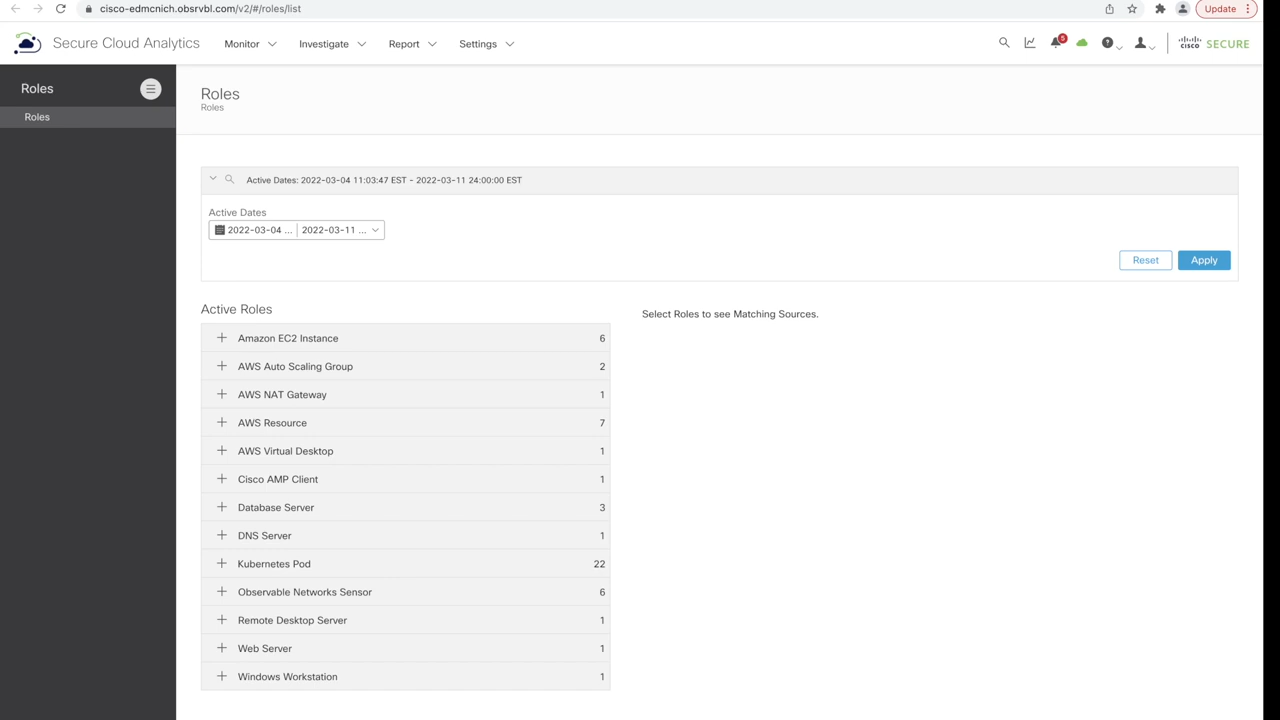 cisco-edmcnich.obsrvbl.com/v2/#/roles/list
Update
Secure Cloud Analytics
Monitor
Investigate
Report
Settings
5
CISCO SECURE
Roles
Roles
Roles
Roles
Active Dates: 2022-03-04 11:03:47 EST - 2022-03-11 24:00:00 EST
Active Dates
2022-03-04 ... 2022-03-11 ...
Reset
Apply
Active Roles
Select Roles to see Matching Sources.
Amazon EC2 Instance 6
AWS Auto Scaling Group 2
AWS NAT Gateway 1
AWS Resource 7
AWS Virtual Desktop 1
Cisco AMP Client 1
Database Server 3
DNS Server 1
Kubernetes Pod 22
Observable Networks Sensor 6
Remote Desktop Server 1
Web Server 1
Windows Workstation 1